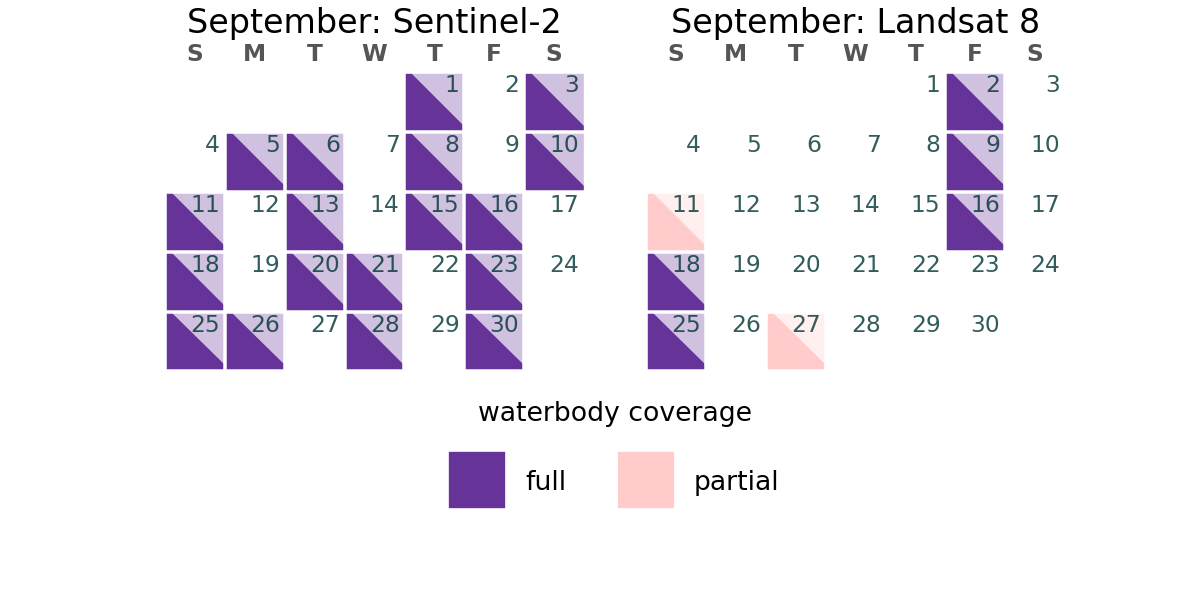 September: Sentinel-2
S M T W T F S
1 2 3
4 5 6 7 8 9 10
11 12 13 14 15 16 17
18 19 20 21 22 23 24
25 26 27 28 29 30
September: Landsat 8
S M T W T F S
1 2 3
4 5 6 7 8 9 10
11 12 13 14 15 16 17
18 19 20 21 22 23 24
25 26 27 28 29 30
waterbody coverage
full partial